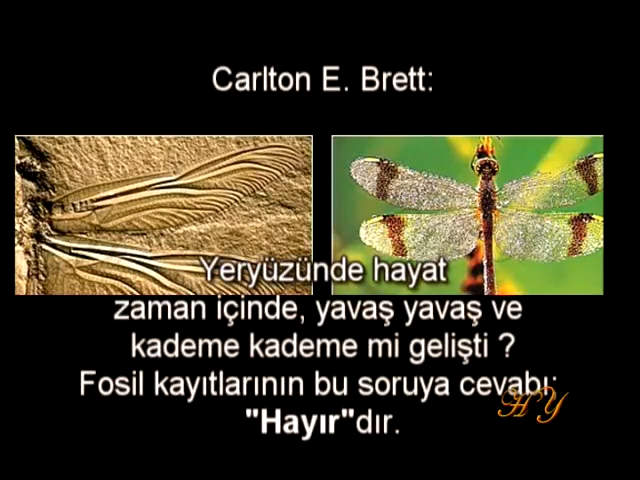 Carlton E. Brett:
Yeryüzünde hayat
zaman içinde, yavaş yavaş ve
kademe kademe mi gelişti ?
Fosil kayıtlarının bu soruya cevabı:
"Hayır"dır.
HY